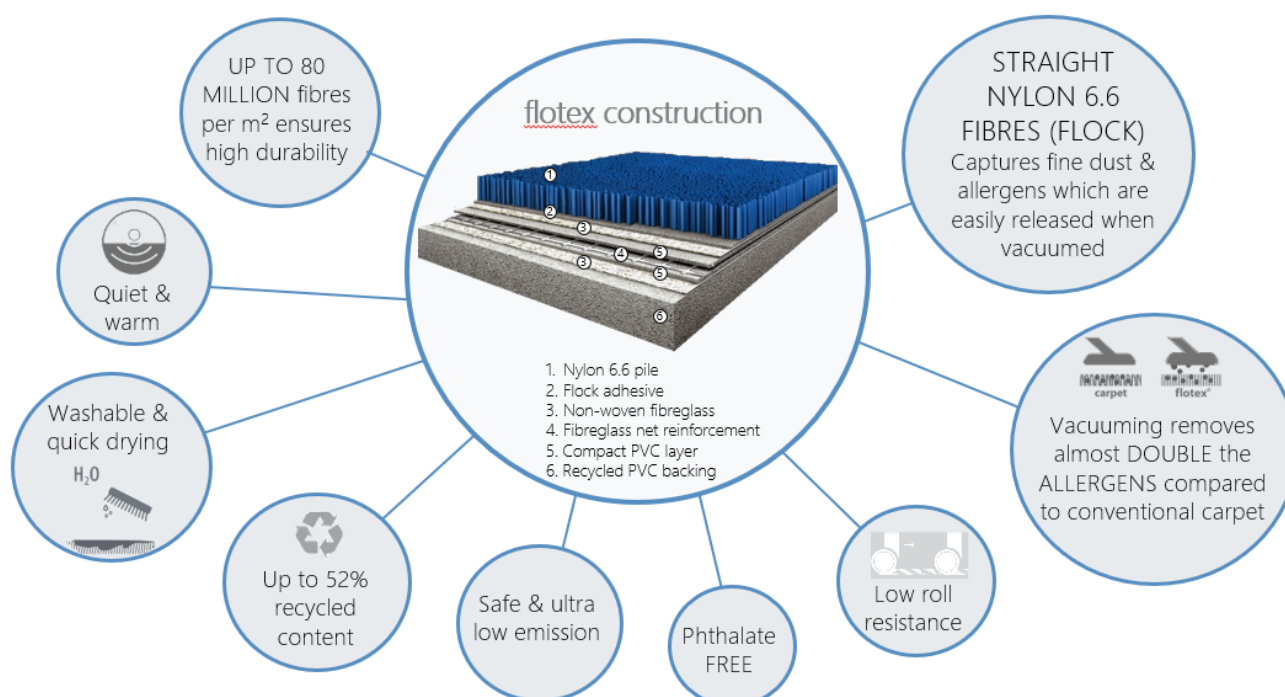 UP TO 80
MILLION fibres
per m² ensures
high durability
flotex construction
1
2
3
4
5
3
5
6
1. Nylon 6.6 pile
2. Flock adhesive
3. Non-woven fibreglass
4. Fibreglass net reinforcement
5. Compact PVC layer
6. Recycled PVC backing
STRAIGHT
NYLON 6.6
FIBRES (FLOCK)
Captures fine dust &
allergens which are
easily released when
vacuumed
Quiet &
warm
carpet
flotex®
Vacuuming removes
almost DOUBLE the
ALLERGENS compared
to conventional carpet
Washable &
quick drying
H₂O
Up to 52%
recycled
content
Safe & ultra
low emission
Phthalate
FREE
Low roll
resistance